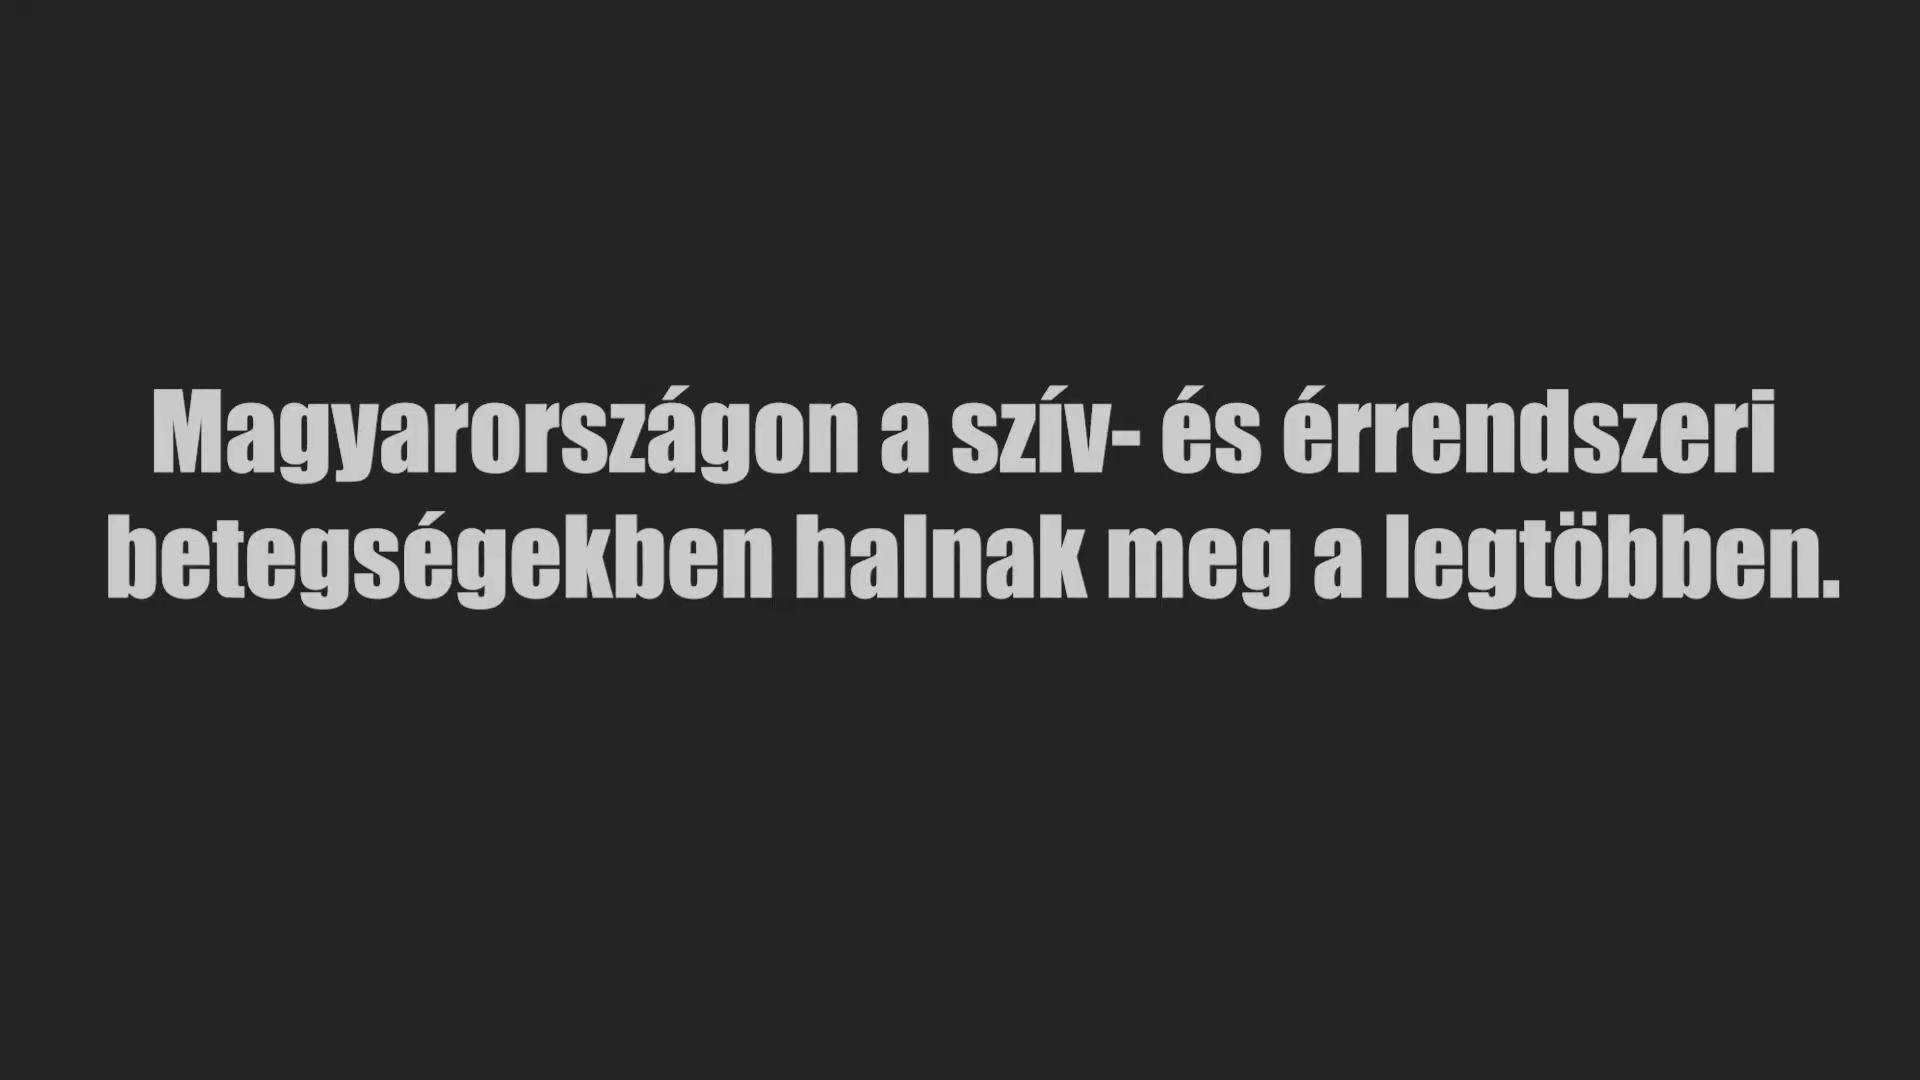 Magyarországon a szív- és érrendszeri
betegségekben halnak meg a legtöbben.